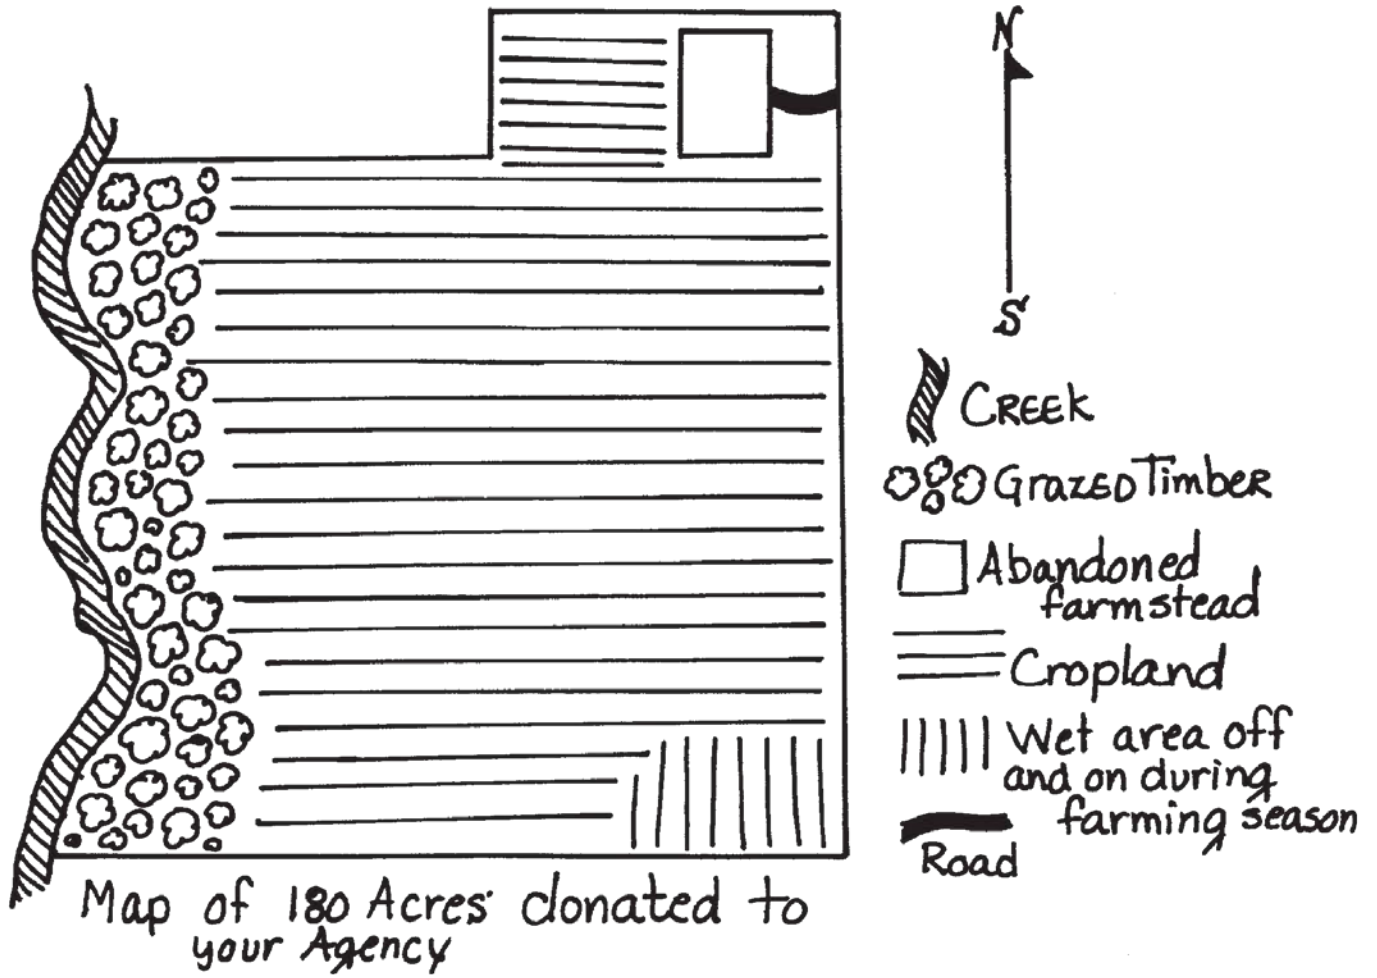 N
S
CREEK
Grazed Timber
Abandoned
farmstead
Cropland
Wet area off
and on during
farming season
Road
Map of 180 Acres donated to
your Agency